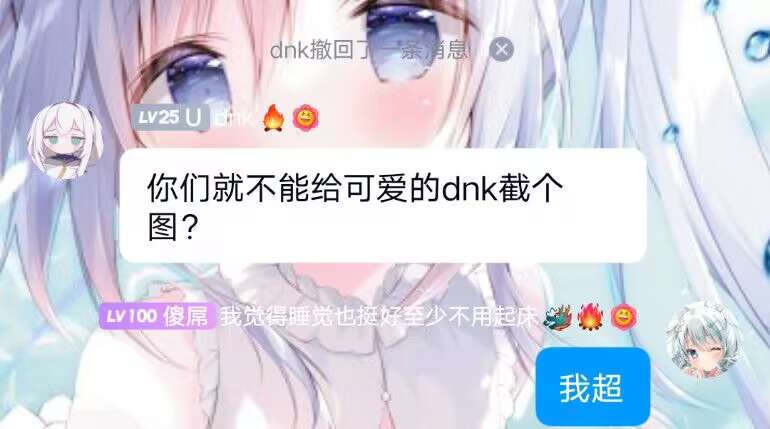 dnk撤回了一条消息
LV25 U dnk
你们就不能给可爱的dnk截个
图?
LV100 傻屌 我觉得睡觉也挺好至少不用起床
我超